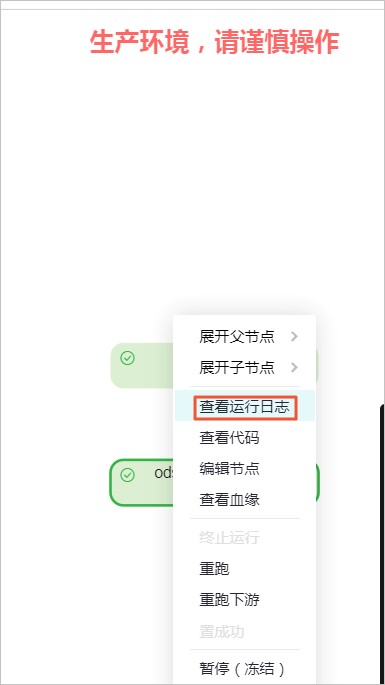 生产环境，请谨慎操作
展开父节点
展开子节点
查看运行日志
查看代码
ods
编辑节点
查看血缘
终止运行
重跑
重跑下游
置成功
暂停（冻结）